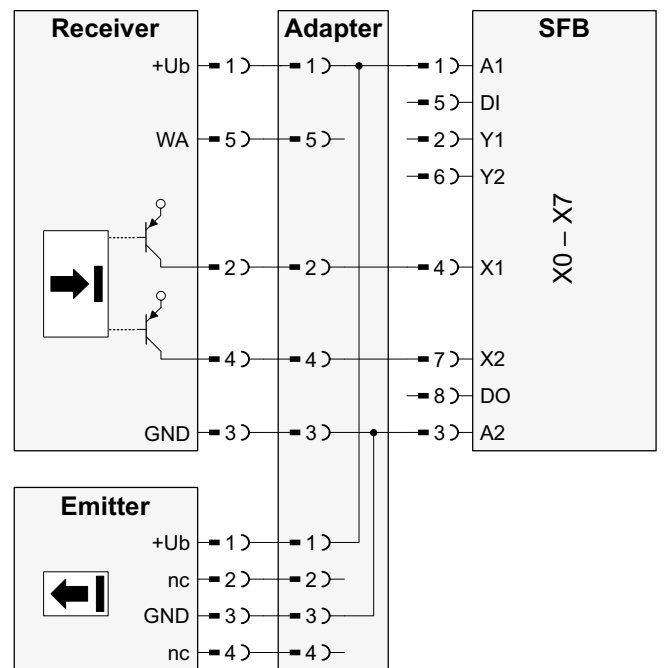 Receiver Adapter SFB
+Ub 1 1 1 A1
5 DI
WA 5 5 2 Y1
6 Y2
X0 – X7
2 2 4 X1
4 4 7 X2
8 DO
GND 3 3 3 A2
Emitter
+Ub 1 1
nc 2 2
GND 3 3
nc 4 4